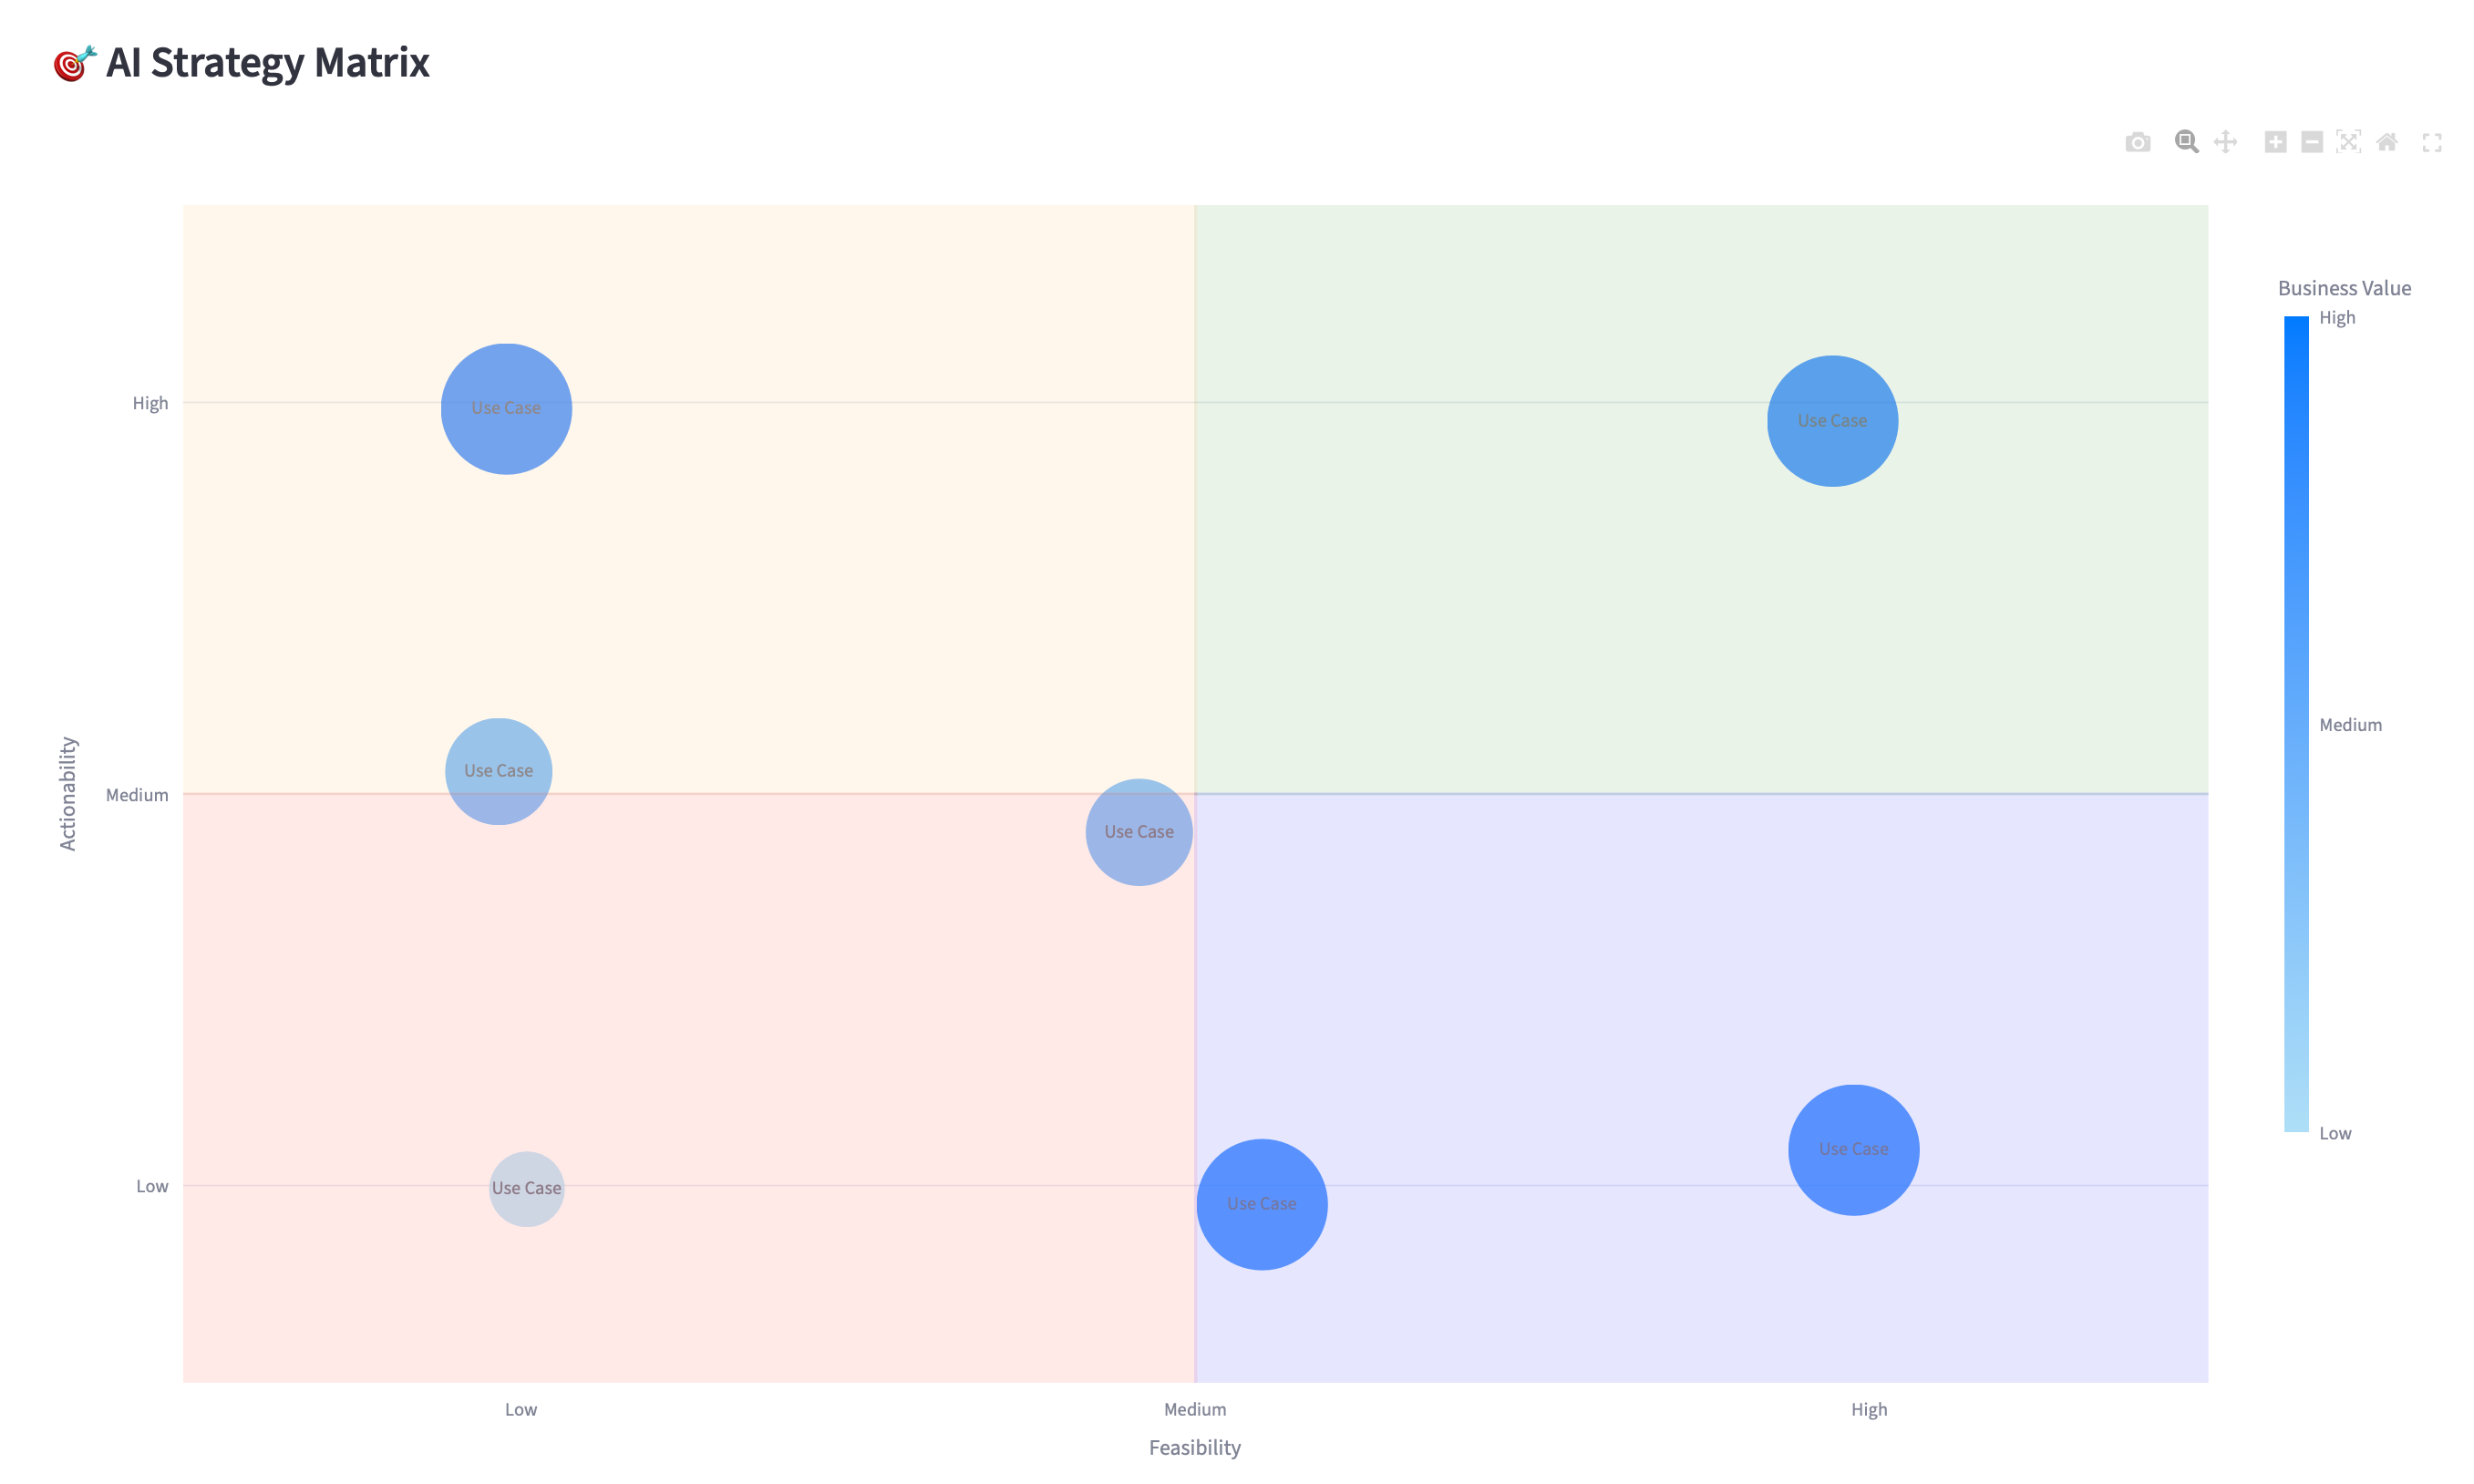 🎯 AI Strategy Matrix
Business Value
High
Medium
Low
Actionability
High
Medium
Low
Use Case
Use Case
Use Case
Use Case
Use Case
Use Case
Use Case
Low
Medium
High
Feasibility